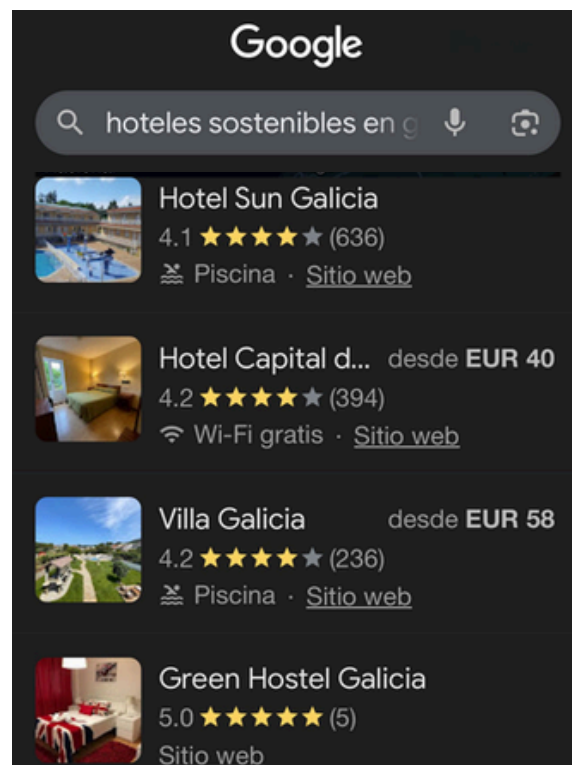 Google
hoteles sostenibles en g
Hotel Sun Galicia
4.1 (636)
Piscina · Sitio web
Hotel Capital d... desde EUR 40
4.2 (394)
Wi-Fi gratis · Sitio web
Villa Galicia desde EUR 58
4.2 (236)
Piscina · Sitio web
Green Hostel Galicia
5.0 (5)
Sitio web